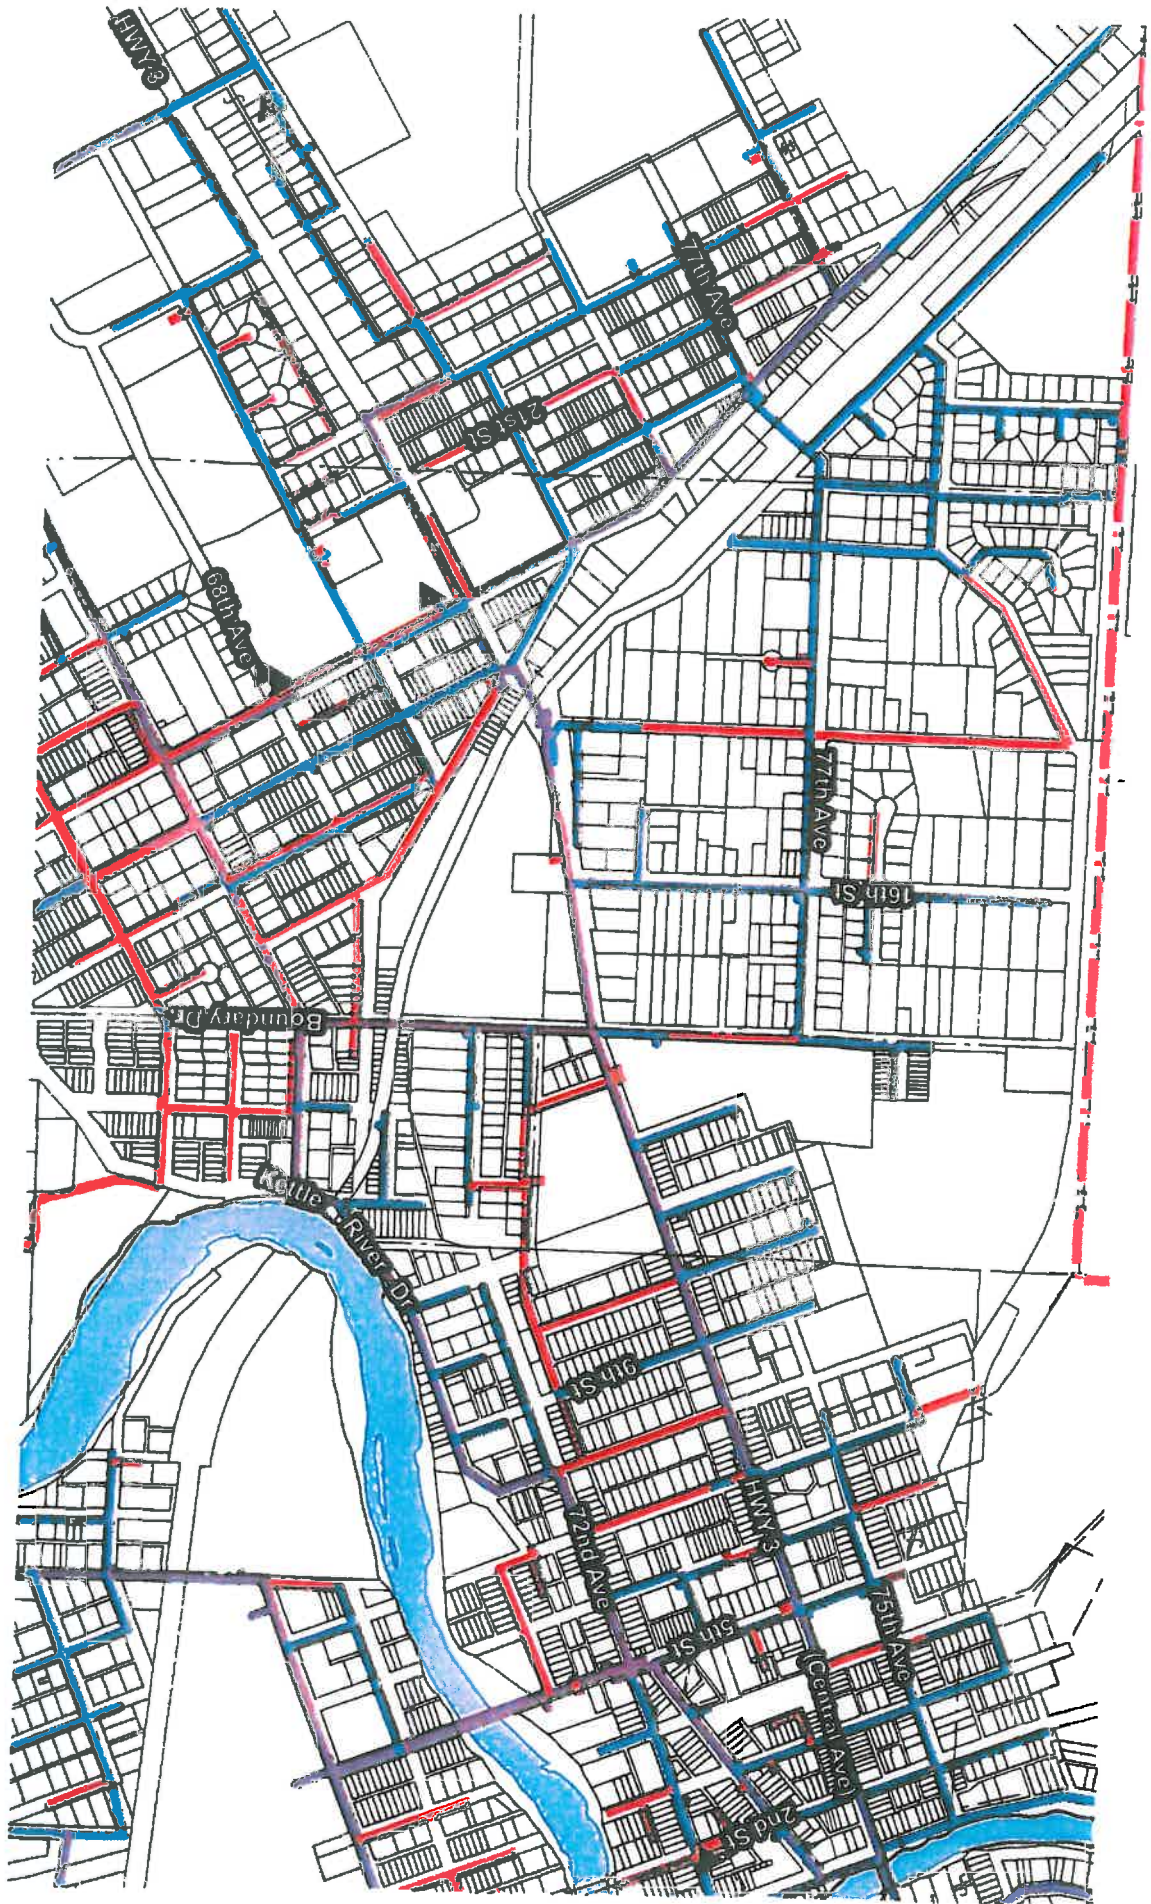 HWY 3
77th Ave
21st St
68th Ave
77th Ave
16th St
Boundary Dr
Kettle River Dr
9th St
HWY 3
72nd Ave
75th Ave
5th St
(Central Ave)
2nd St